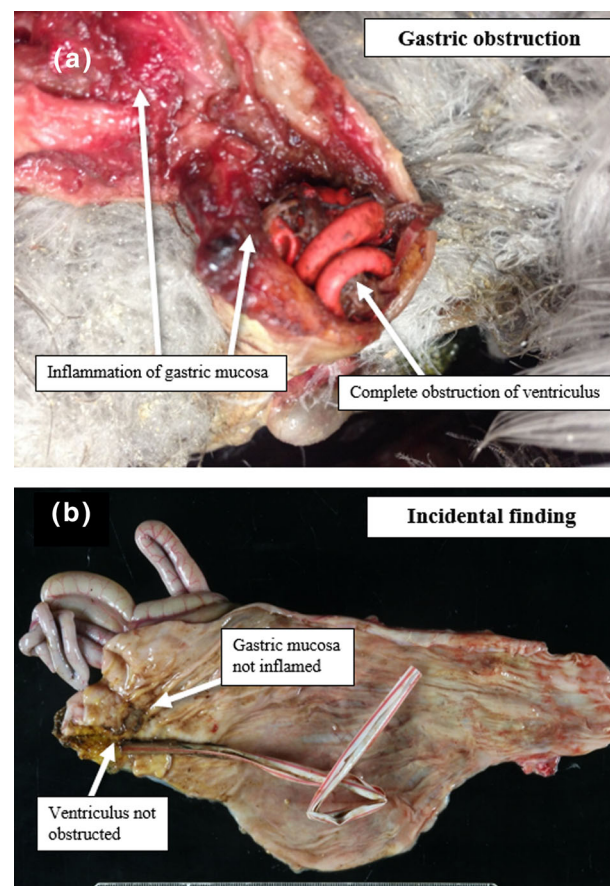 Gastric obstruction
(a)
Inflammation of gastric mucosa
Complete obstruction of ventriculus
(b)
Incidental finding
Gastric mucosa
not inflamed
Ventriculus not
obstructed